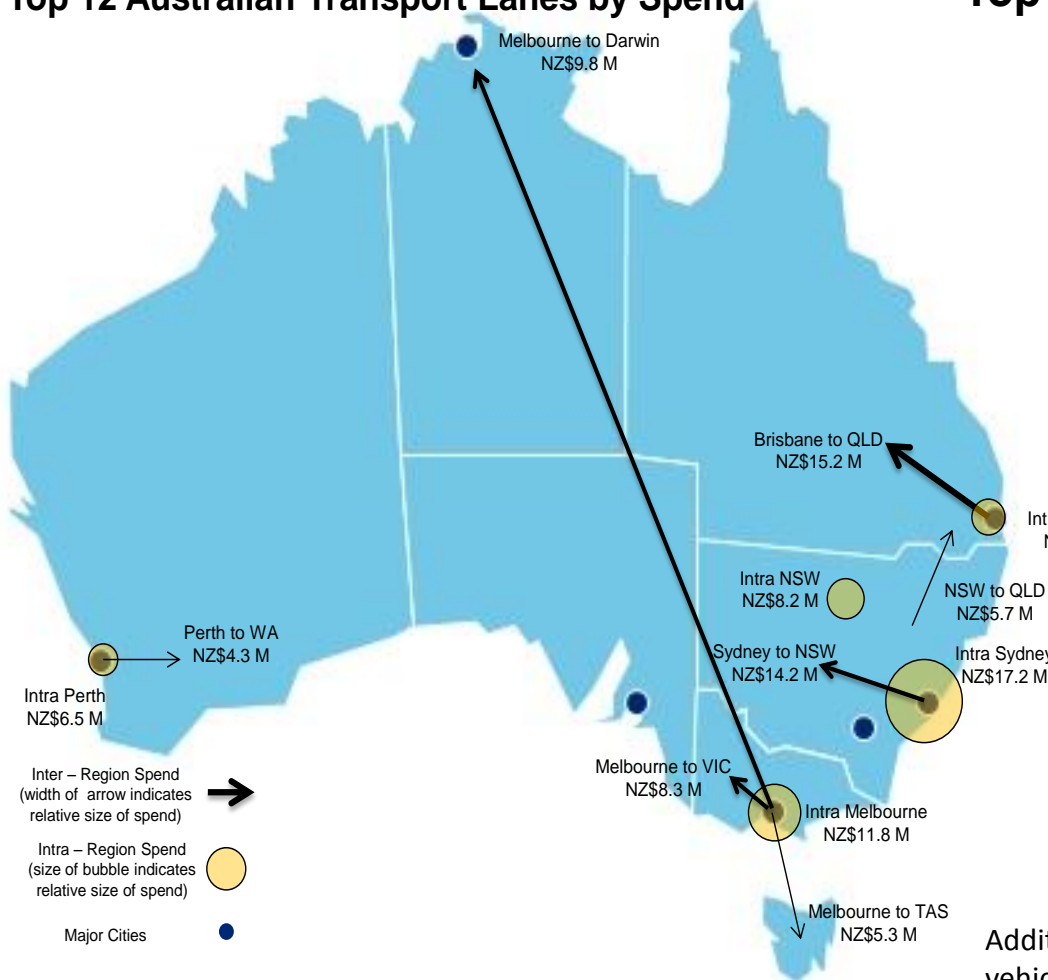 Top 12 Australian Transport Lanes by Spend
Top
Melbourne to Darwin
NZ$9.8 M
Brisbane to QLD
NZ$15.2 M
Intra NSW
NZ$8.2 M
NSW to QLD
NZ$5.7 M
Perth to WA
NZ$4.3 M
Sydney to NSW
NZ$14.2 M
Intra Sydney
NZ$17.2 M
Intra Perth
NZ$6.5 M
Melbourne to VIC
NZ$8.3 M
Intra Melbourne
NZ$11.8 M
Inter – Region Spend
(width of arrow indicates
relative size of spend)
Intra – Region Spend
(size of bubble indicates
relative size of spend)
Major Cities
Melbourne to TAS
NZ$5.3 M